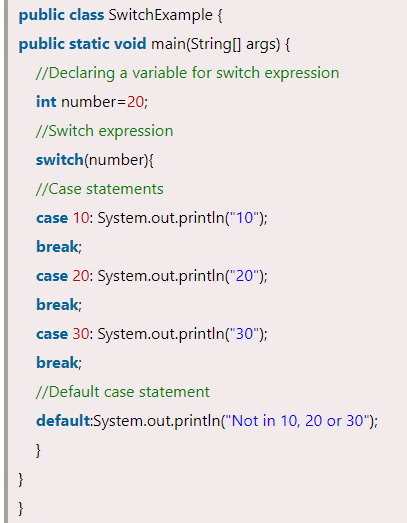 public class SwitchExample {
public static void main(String[] args) {
//Declaring a variable for switch expression
int number=20;
//Switch expression
switch(number){
//Case statements
case 10: System.out.println("10");
break;
case 20: System.out.println("20");
break;
case 30: System.out.println("30");
break;
//Default case statement
default:System.out.println("Not in 10, 20 or 30");
}
}
}